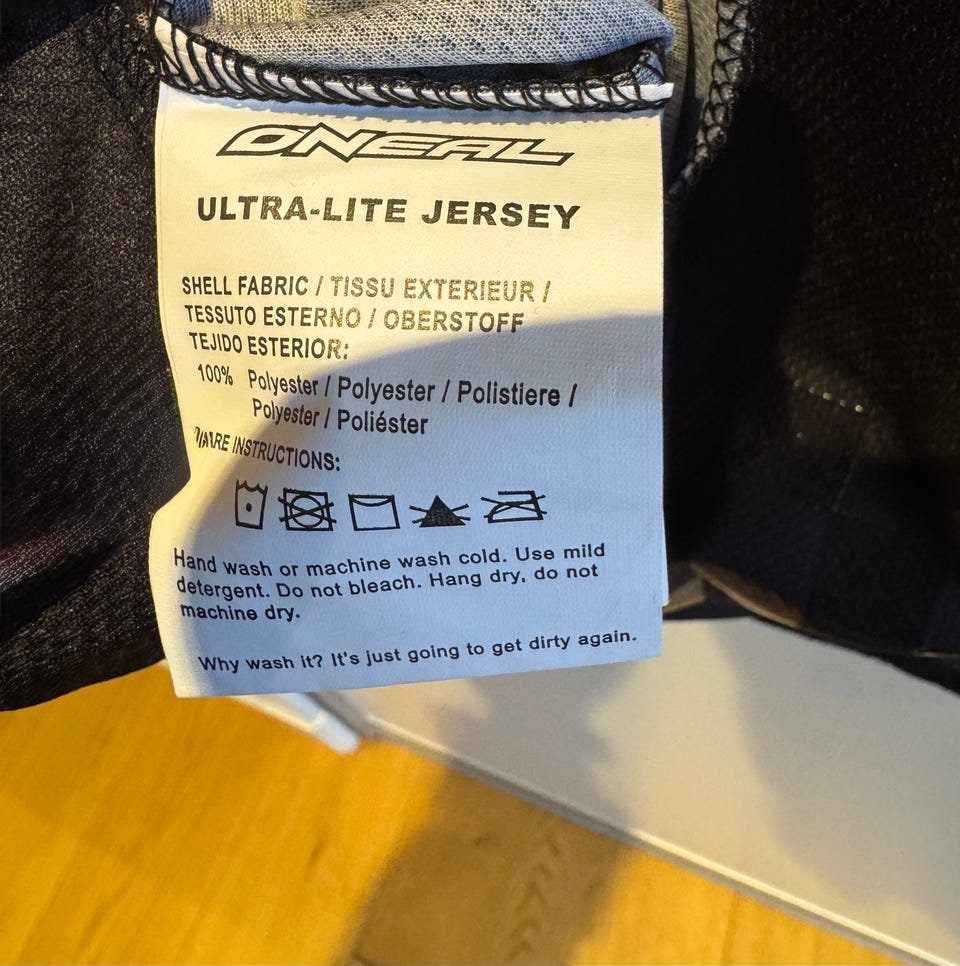 ONEAL
ULTRA-LITE JERSEY
SHELL FABRIC / TISSU EXTERIEUR /
TESSUTO ESTERNO / OBERSTOFF
TEJIDO ESTERIOR:
100% Polyester / Polyester / Polistiere /
Polyester / Poliéster
INSTRUCTIONS:
Hand wash or machine wash cold. Use mild
detergent. Do not bleach. Hang dry, do not
machine dry.
Why wash it? It's just going to get dirty again.